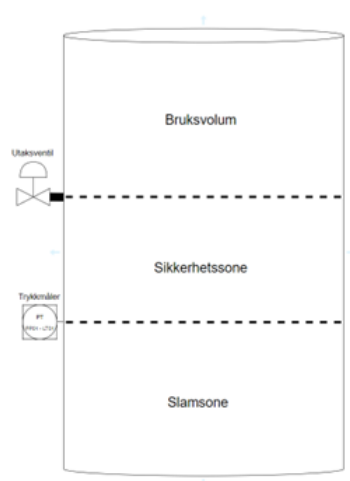 Bruksvolum
Utaksventil
Sikkerhetssone
Trykkmåler
PT
Slamsone